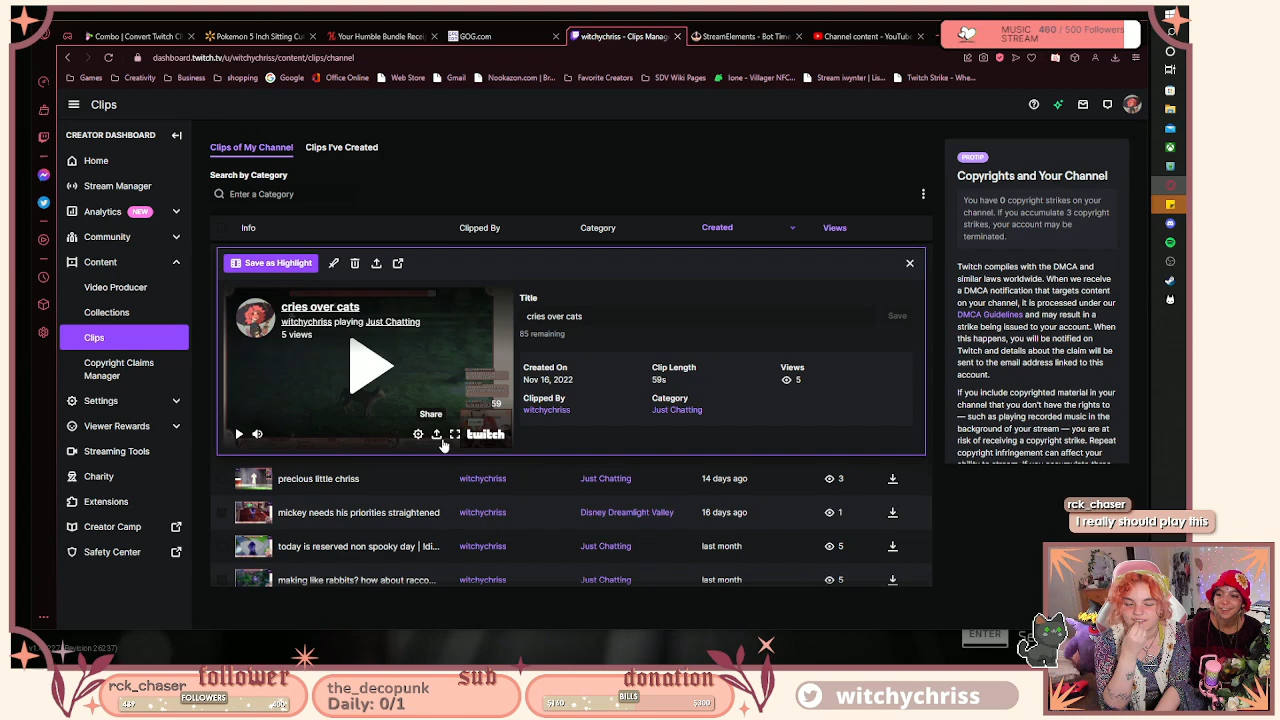 Combo | Convert Twitch Cl
Pokemon 5 Inch Sitting
Your Humble Bundle Recei
GOG.com
witchychriss - Clips Manag
StreamElements - Bot Time
Channel content - YouTube
MUSIC STREAM
460 / 500 Followers
dashboard.twitch.tv/u/witchychriss/content/clips/channel
Games
Creativity
Business
shopping
Google
Office Online
Web Store
Gmail
Nookazon.com | Br...
Favorite Creators
SDV Wiki Pages
Ione - Villager NFC...
Stream iwynter | Lis...
Twitch Strike - Whe...
Clips
CREATOR DASHBOARD
Home
Stream Manager
Analytics NEW
Community
Content
Video Producer
Collections
Clips
Copyright Claims
Manager
Settings
Viewer Rewards
Streaming Tools
Charity
Extensions
Creator Camp
Safety Center
Clips of My Channel
Clips I've Created
Search by Category
Enter a Category
Info
Clipped By
Category
Created
Views
Save as Highlight
cries over cats
witchychriss playing Just Chatting
5 views
59
Share
twitch
Title
cries over cats
Save
85 remaining
Created On
Nov 16, 2022
Clip Length
59s
Views
5
Clipped By
witchychriss
Category
Just Chatting
precious little chriss
witchychriss
Just Chatting
14 days ago
3
mickey needs his priorities straightened
witchychriss
Disney Dreamlight Valley
16 days ago
1
today is reserved non spooky day | Idi...
witchychriss
Just Chatting
last month
5
making like rabbits? how about racco...
witchychriss
Just Chatting
last month
5
PROTIP
Copyrights and Your Channel
You have 0 copyright strikes on your
channel. If you accumulate 3 copyright
strikes, your account may be
terminated.
Twitch complies with the DMCA and
similar laws worldwide. When we receive
a DMCA notification that targets content
on your channel, it is processed under our
DMCA Guidelines and may result in a
strike being issued to your account. When
this happens, you will be notified on
Twitch and details about the claim will be
sent to the email address linked to this
account.
If you include copyrighted material in your
channel that you don't have the rights to
— such as playing recorded music in the
background of your stream — you are at
risk of receiving a copyright strike. Repeat
copyright infringement can affect your
rck_chaser
I really should play this
ENTER
follower
rck_chaser
FOLLOWERS
sub
the_decopunk
Daily: 0/1
donation
BILLS
$300
witchychriss